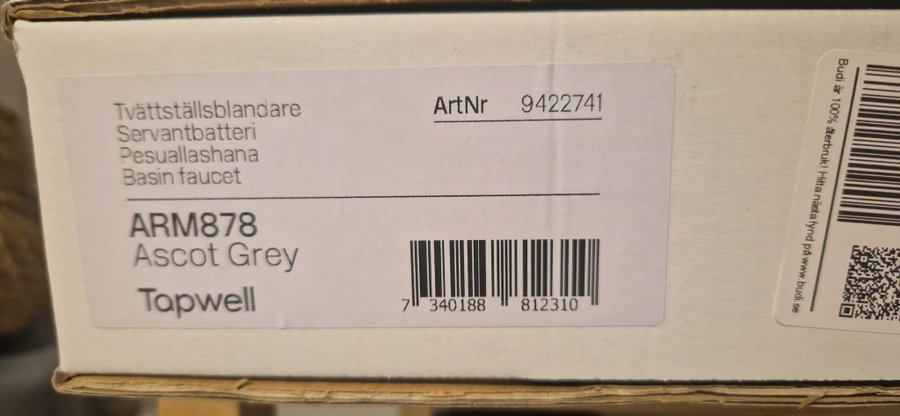 Tvättställsblandare
Servantbatteri
Pesuallashana
Basin faucet
ArtNr 9422741
ARM878
Ascot Grey
Tapwell
7 340188 812310
Budi är 100% återbruk! Hitta nästa fynd på www.budi.se